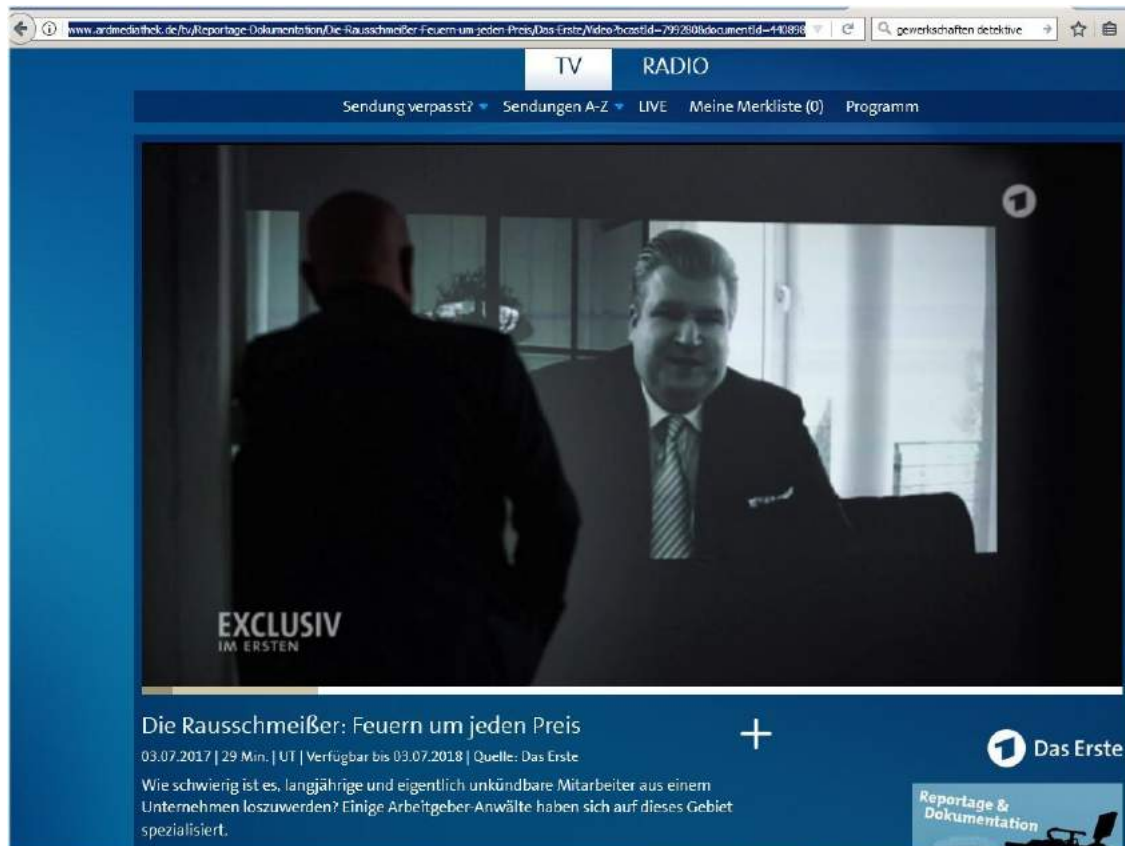 www.ardmediathek.de/tv/Reportage-Dokumentation/Die-Rausschmeißer-Feuern-um-jeden-Preis/Das-Erste/Video?bcastId=799280&documentId=440898
gewerkschaften detektive
TV RADIO
Sendung verpasst? Sendungen A-Z LIVE Meine Merkliste (0) Programm
1
EXCLUSIV
IM ERSTEN
Die Rausschmeißer: Feuern um jeden Preis
03.07.2017 | 29 Min. | UT | Verfügbar bis 03.07.2018 | Quelle: Das Erste
1 Das Erste
Wie schwierig ist es, langjährige und eigentlich unkündbare Mitarbeiter aus einem
Unternehmen loszuwerden? Einige Arbeitgeber-Anwälte haben sich auf dieses Gebiet
spezialisiert.
Reportage &
Dokumentation